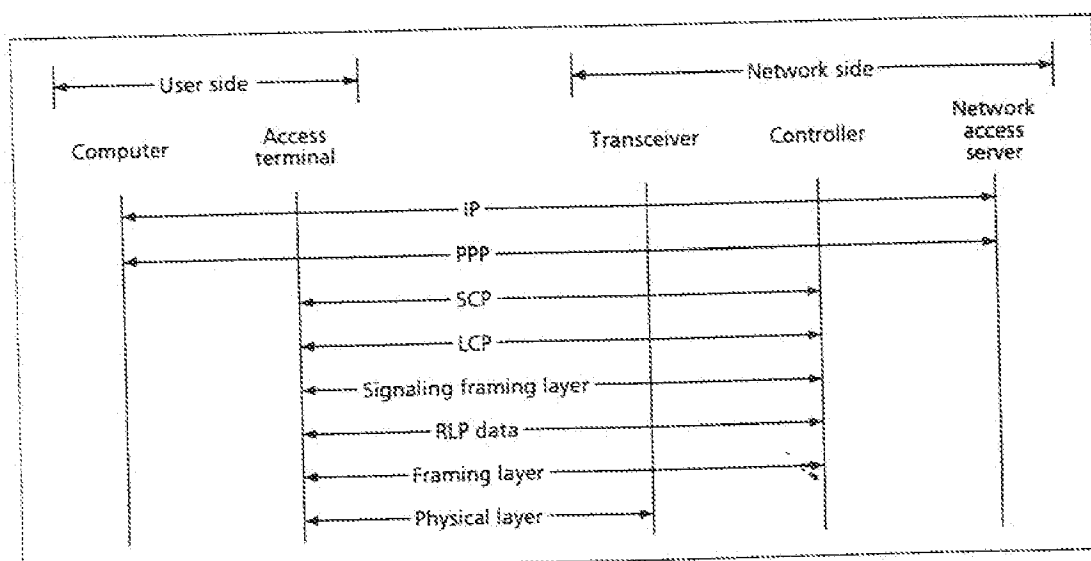 User side
Network side
Computer
Access
terminal
Transceiver
Controller
Network
access
server
IP
PPP
SCP
LCP
Signaling framing layer
RLP data
Framing layer
Physical layer